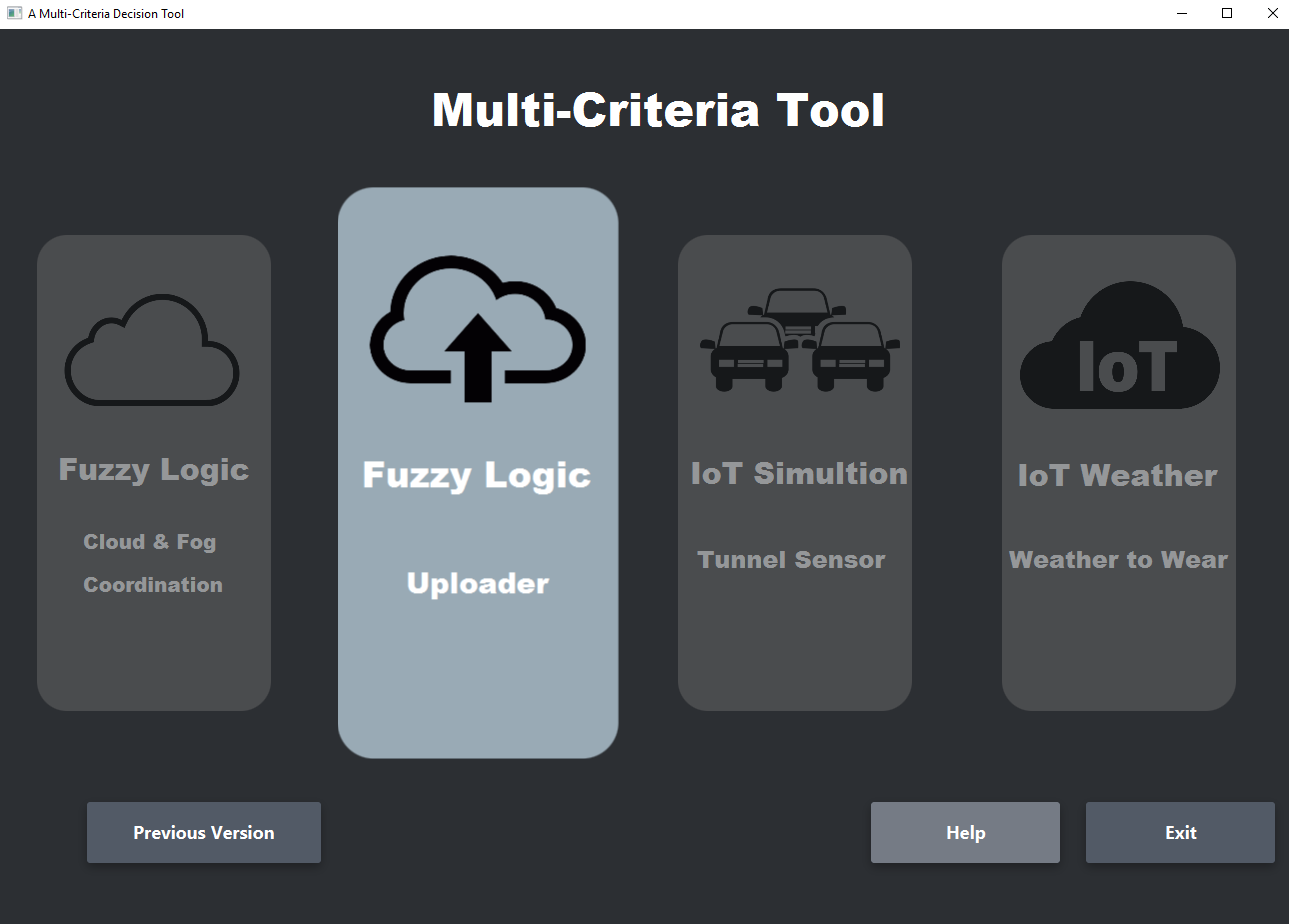 A Multi-Criteria Decision Tool
Multi-Criteria Tool
Fuzzy Logic
Cloud & Fog
Coordination
Fuzzy Logic
Uploader
IoT Simultion
Tunnel Sensor
IoT
IoT Weather
Weather to Wear
Previous Version
Help
Exit